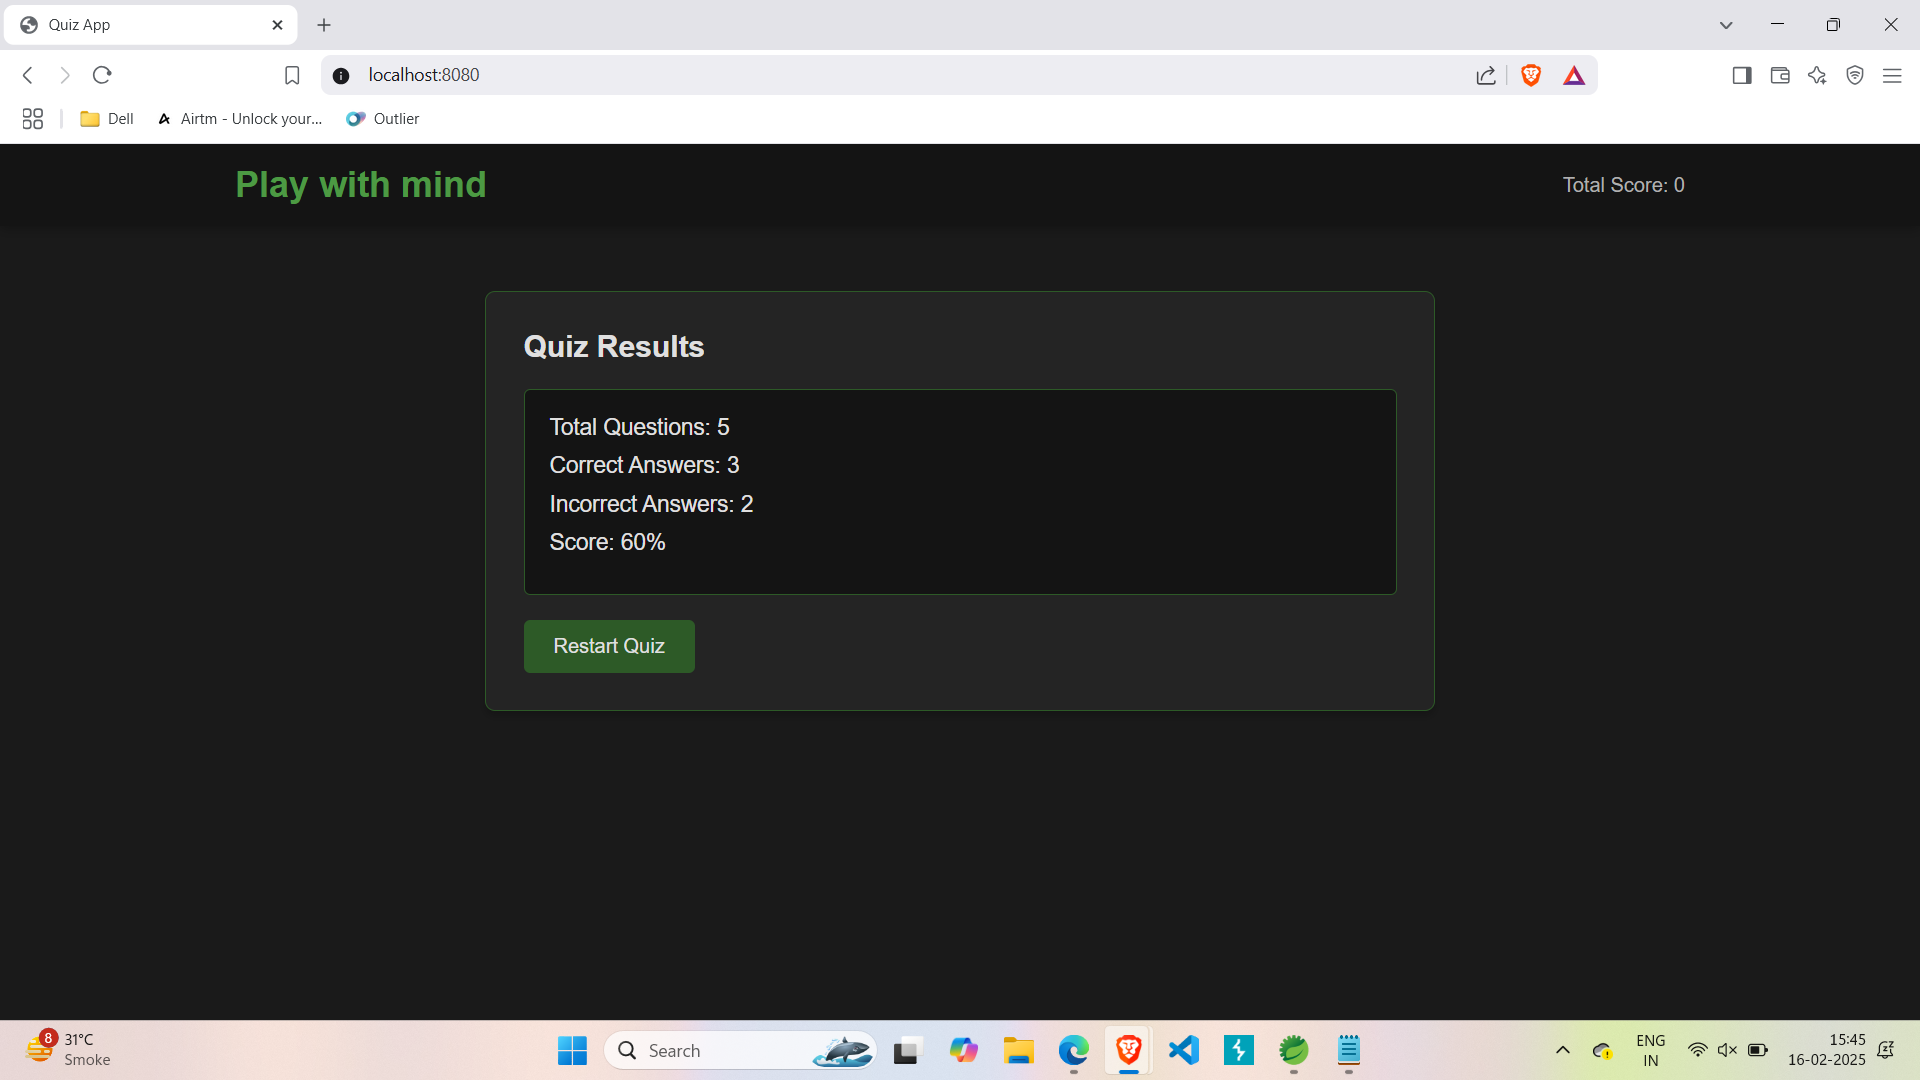 Quiz App
localhost:8080
Dell
Airtm - Unlock your...
Outlier
Play with mind
Total Score: 0
Quiz Results
Total Questions: 5
Correct Answers: 3
Incorrect Answers: 2
Score: 60%
Restart Quiz
8
31°C
Smoke
Search
ENG
IN
15:45
16-02-2025